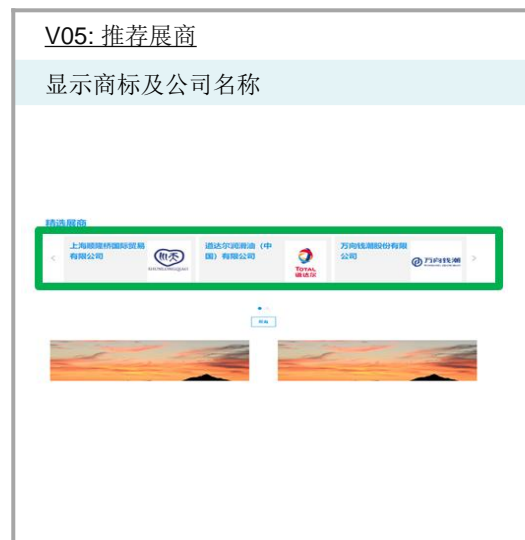 V05: 推荐展商
显示商标及公司名称
精选展商
上海顺隆桥国际贸易
有限公司
道达尔润滑油（中
国）有限公司
TOTAL
道达尔
万向钱潮股份有限
公司
万向钱潮